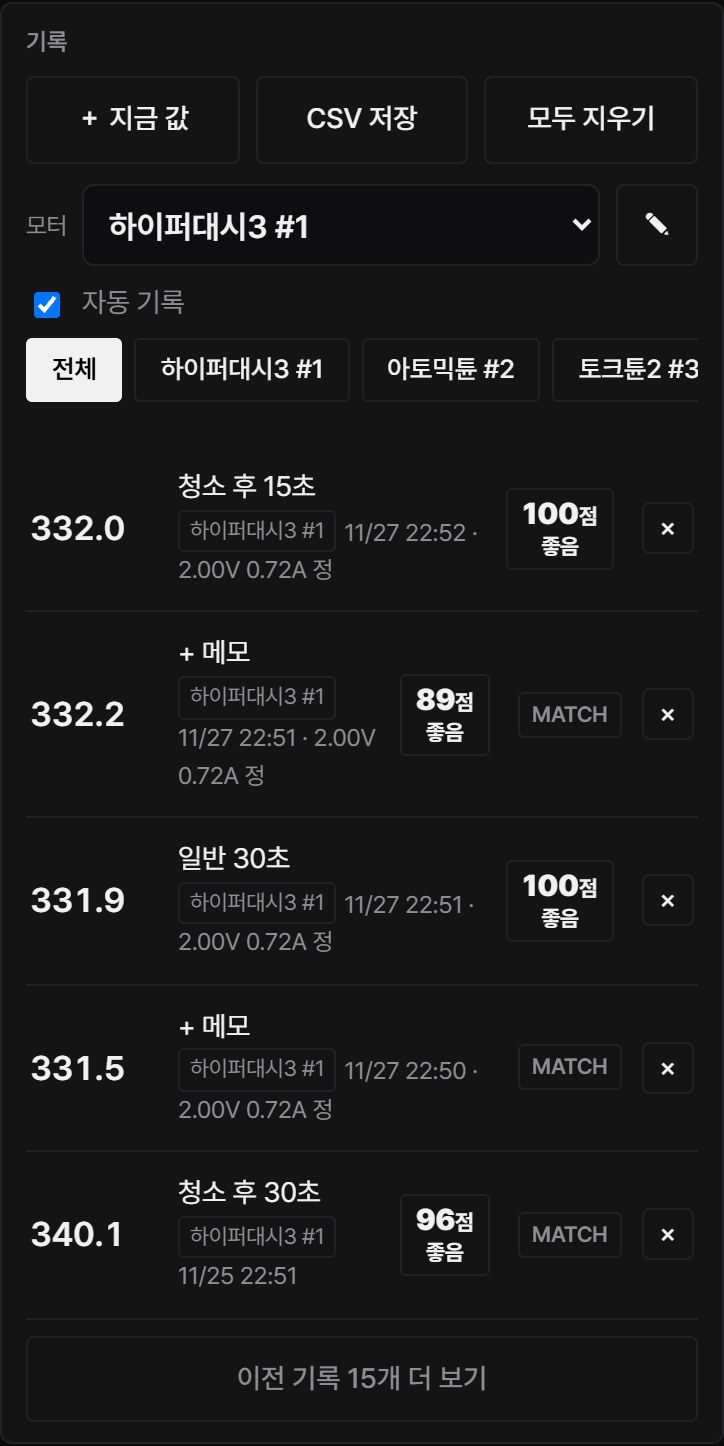 기록
+ 지금 값
CSV 저장
모두 지우기
모터
하이퍼대시3 #1
자동 기록
전체
하이퍼대시3 #1
아토믹튠 #2
토크튠2 #3
332.0
청소 후 15초
하이퍼대시3 #1 11/27 22:52 ·
2.00V 0.72A 정
100점
좋음
×
332.2
+ 메모
하이퍼대시3 #1
11/27 22:51 · 2.00V
0.72A 정
89점
좋음
MATCH
×
331.9
일반 30초
하이퍼대시3 #1 11/27 22:51 ·
2.00V 0.72A 정
100점
좋음
×
331.5
+ 메모
하이퍼대시3 #1 11/27 22:50 ·
2.00V 0.72A 정
MATCH
×
340.1
청소 후 30초
하이퍼대시3 #1
11/25 22:51
96점
좋음
MATCH
×
이전 기록 15개 더 보기